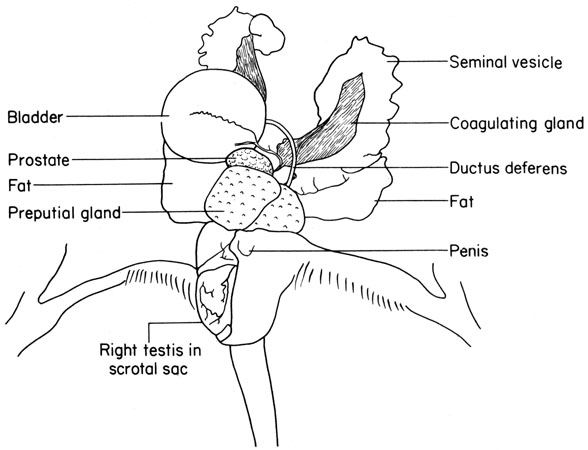 Seminal vesicle
Bladder
Coagulating gland
Prostate
Ductus deferens
Fat
Fat
Preputial gland
Penis
Right testis in
scrotal sac